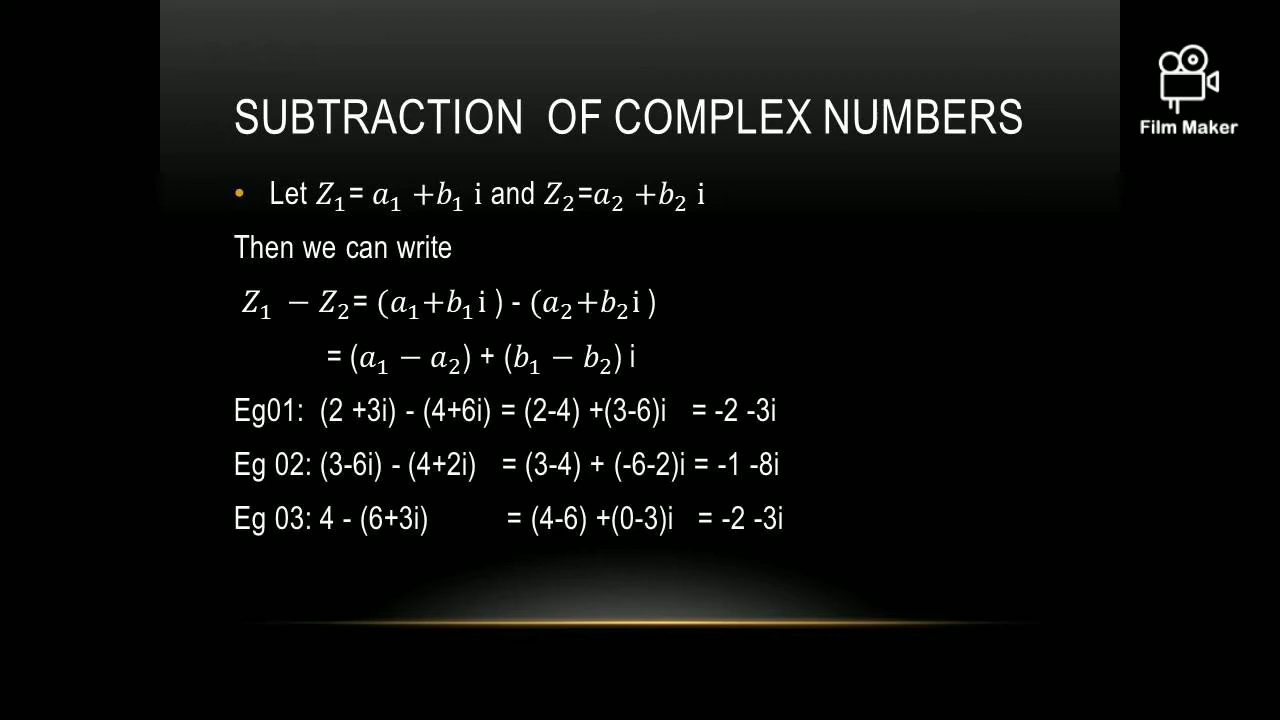 SUBTRACTION OF COMPLEX NUMBERS
Film Maker
• Let Z₁= a₁ +b₁ i and Z₂=a₂ +b₂ i
Then we can write
Z₁ − Z₂= (a₁+b₁i ) - (a₂+b₂i )
= (a₁ − a₂) + (b₁ − b₂) i
Eg01: (2 +3i) - (4+6i) = (2-4) +(3-6)i = -2 -3i
Eg 02: (3-6i) - (4+2i) = (3-4) + (-6-2)i = -1 -8i
Eg 03: 4 - (6+3i) = (4-6) +(0-3)i = -2 -3i